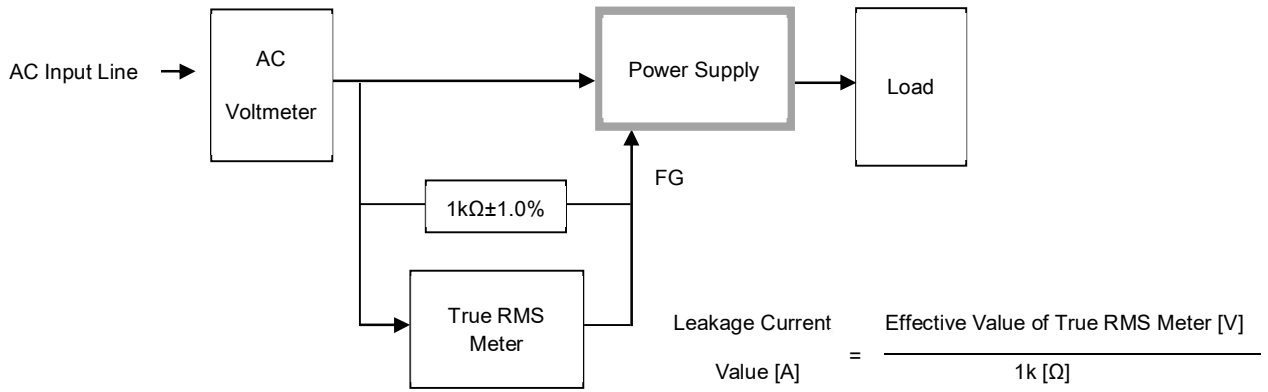 AC Input Line
AC
Voltmeter
Power Supply
Load
FG
1kΩ±1.0%
True RMS
Meter
Leakage Current
Value [A]
=
Effective Value of True RMS Meter [V]
1k [Ω]